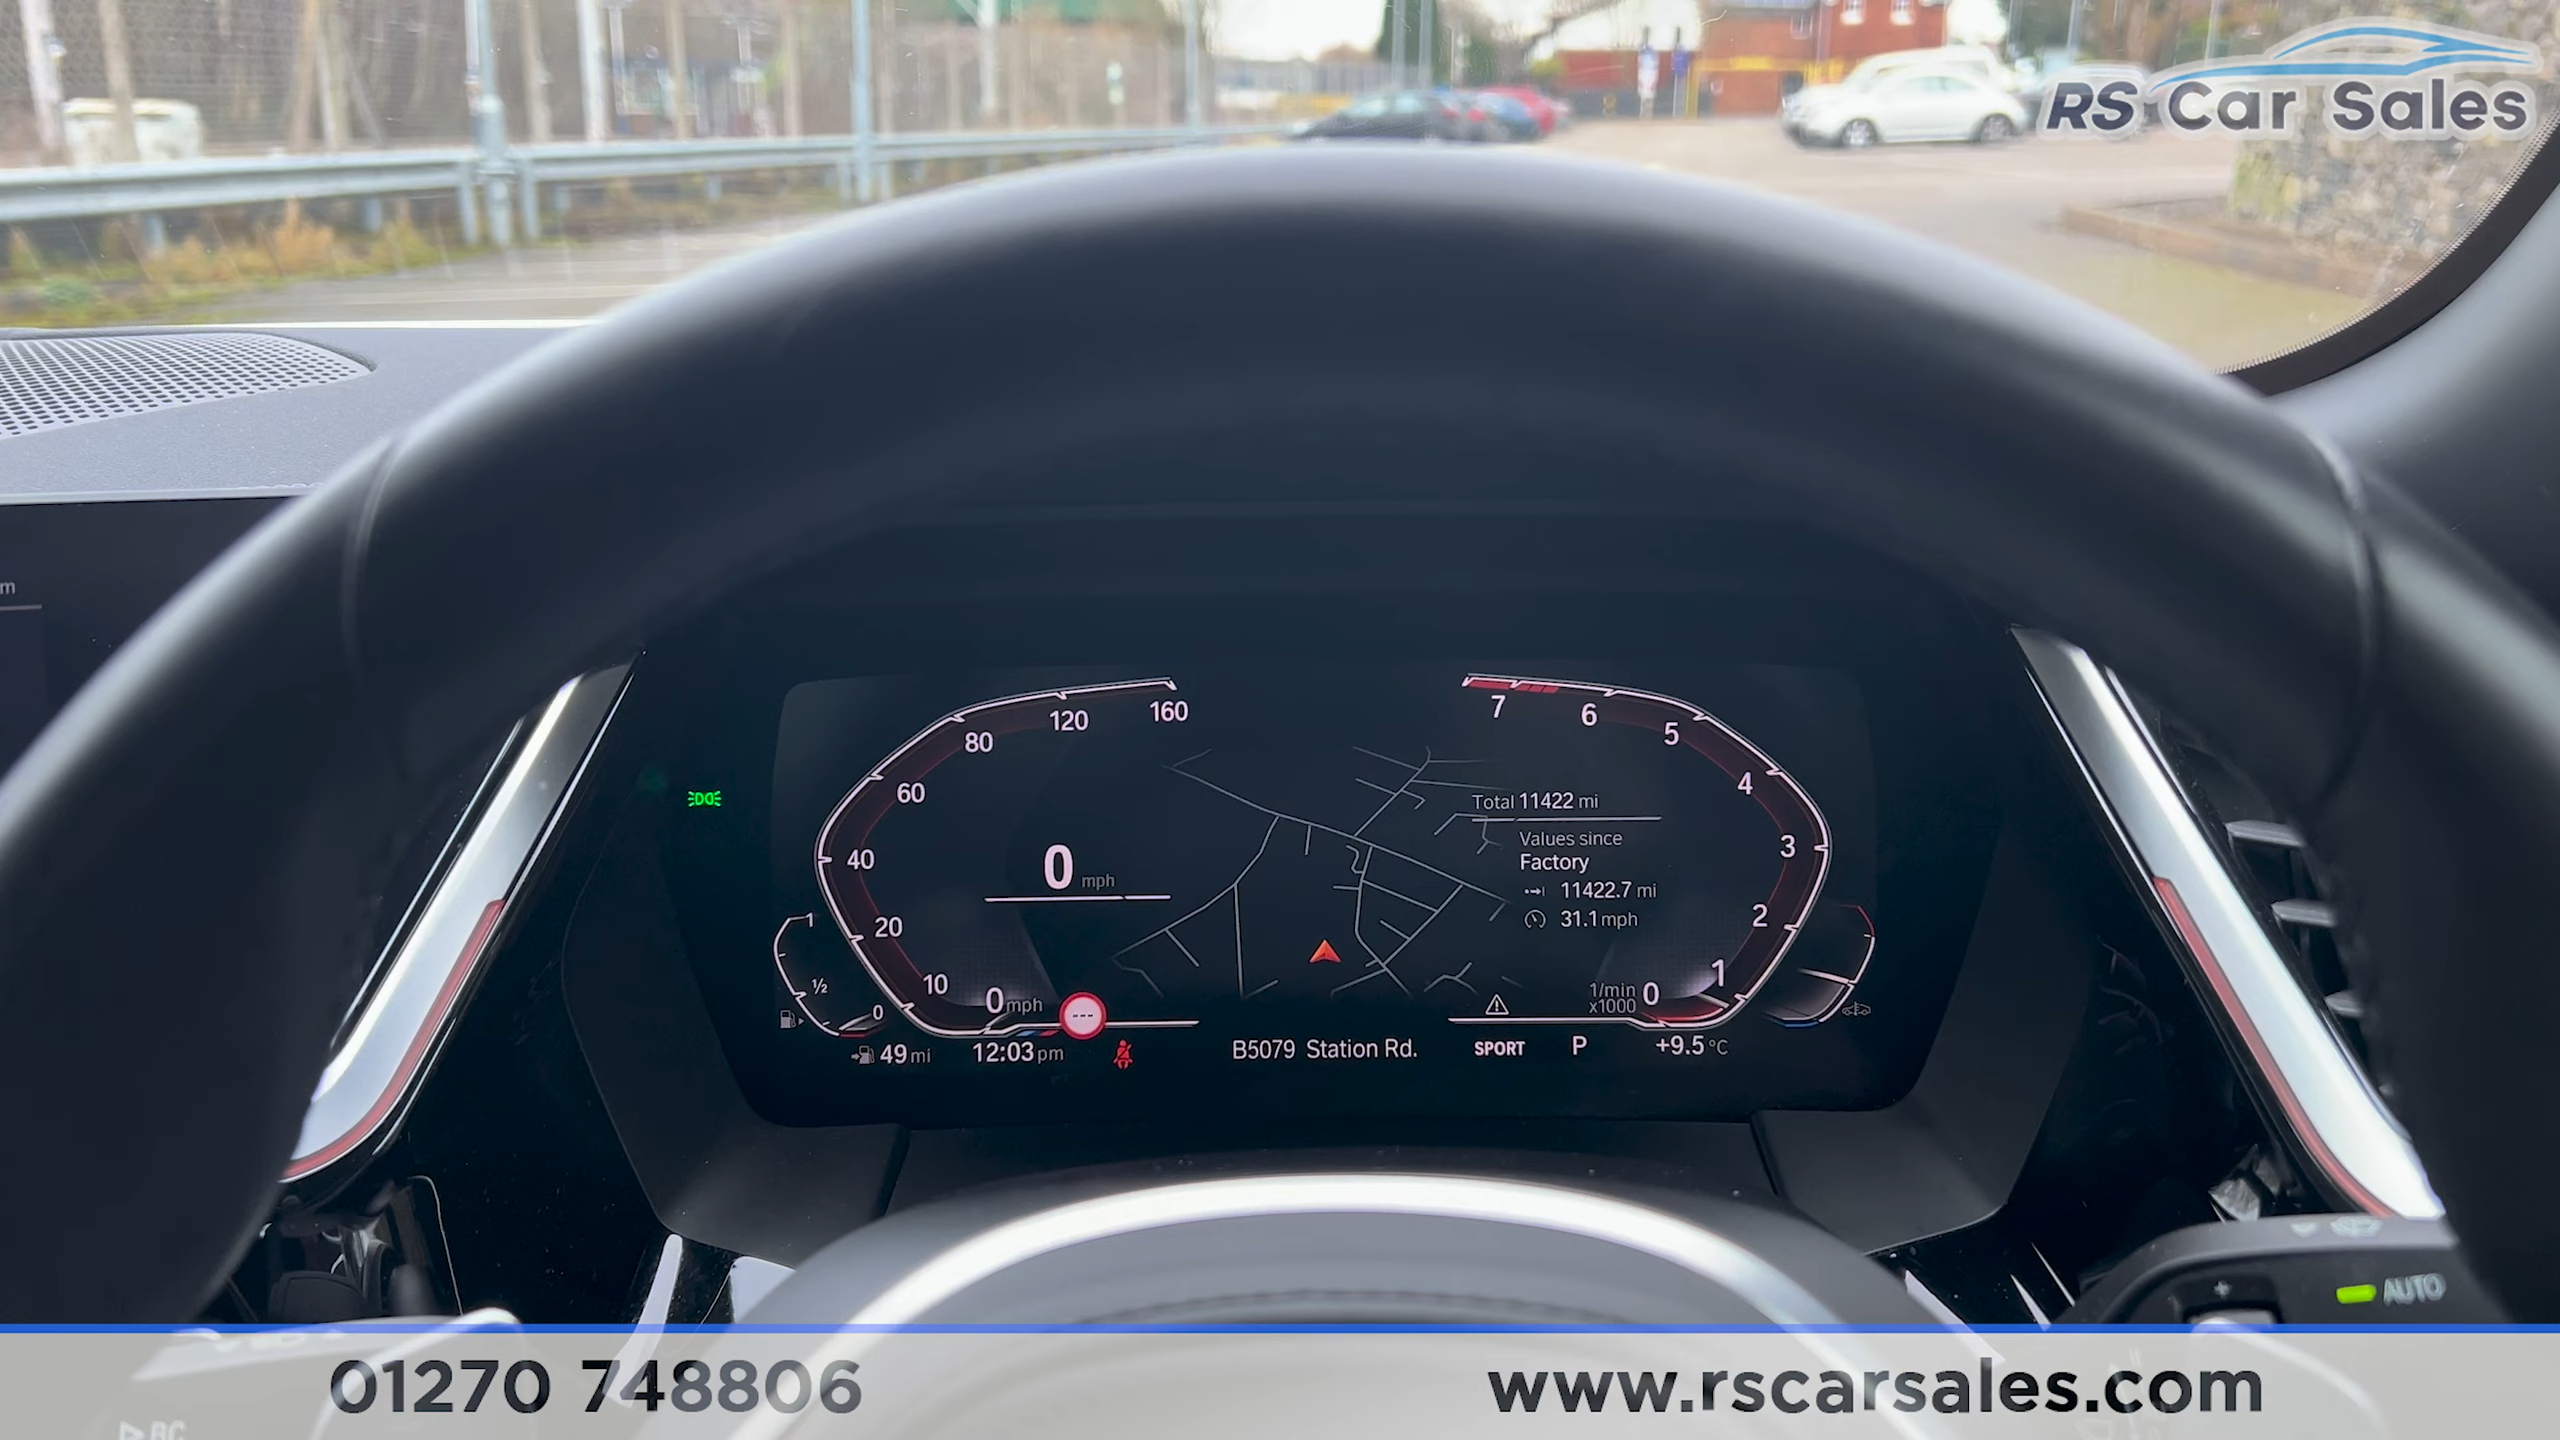 RS Car Sales
m
160
120
80
60
40
20
10
0 mph
0 mph
1
½
0
7
6
5
4
3
2
1
0
1/min
x1000
Total 11422 mi
Values since
Factory
11422.7 mi
31.1 mph
---
49 mi
12:03 pm
B5079 Station Rd.
SPORT
P
+9.5 °C
AUTO
BC
01270 748806
www.rscarsales.com